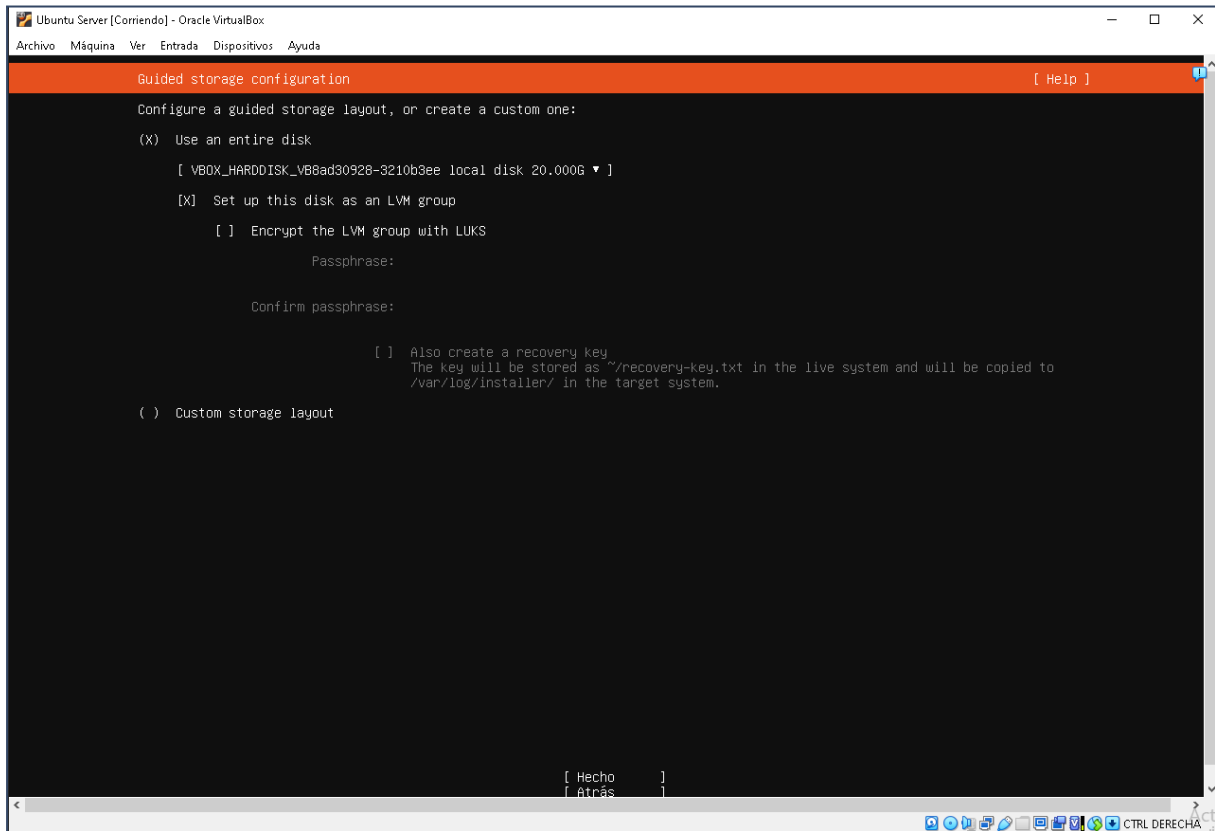 Ubuntu Server [Corriendo] - Oracle VirtualBox
Archivo Máquina Ver Entrada Dispositivos Ayuda
Guided storage configuration [ Help ]
Configure a guided storage layout, or create a custom one:
(X) Use an entire disk
[ VBOX_HARDDISK_VB8ad30928-3210b3ee local disk 20.000G ▾ ]
[X] Set up this disk as an LVM group
[ ] Encrypt the LVM group with LUKS
Passphrase:
Confirm passphrase:
[ ] Also create a recovery key
The key will be stored as ~/recovery-key.txt in the live system and will be copied to
/var/log/installer/ in the target system.
( ) Custom storage layout
[ Hecho ]
[ Atrás ]
CTRL DERECHA